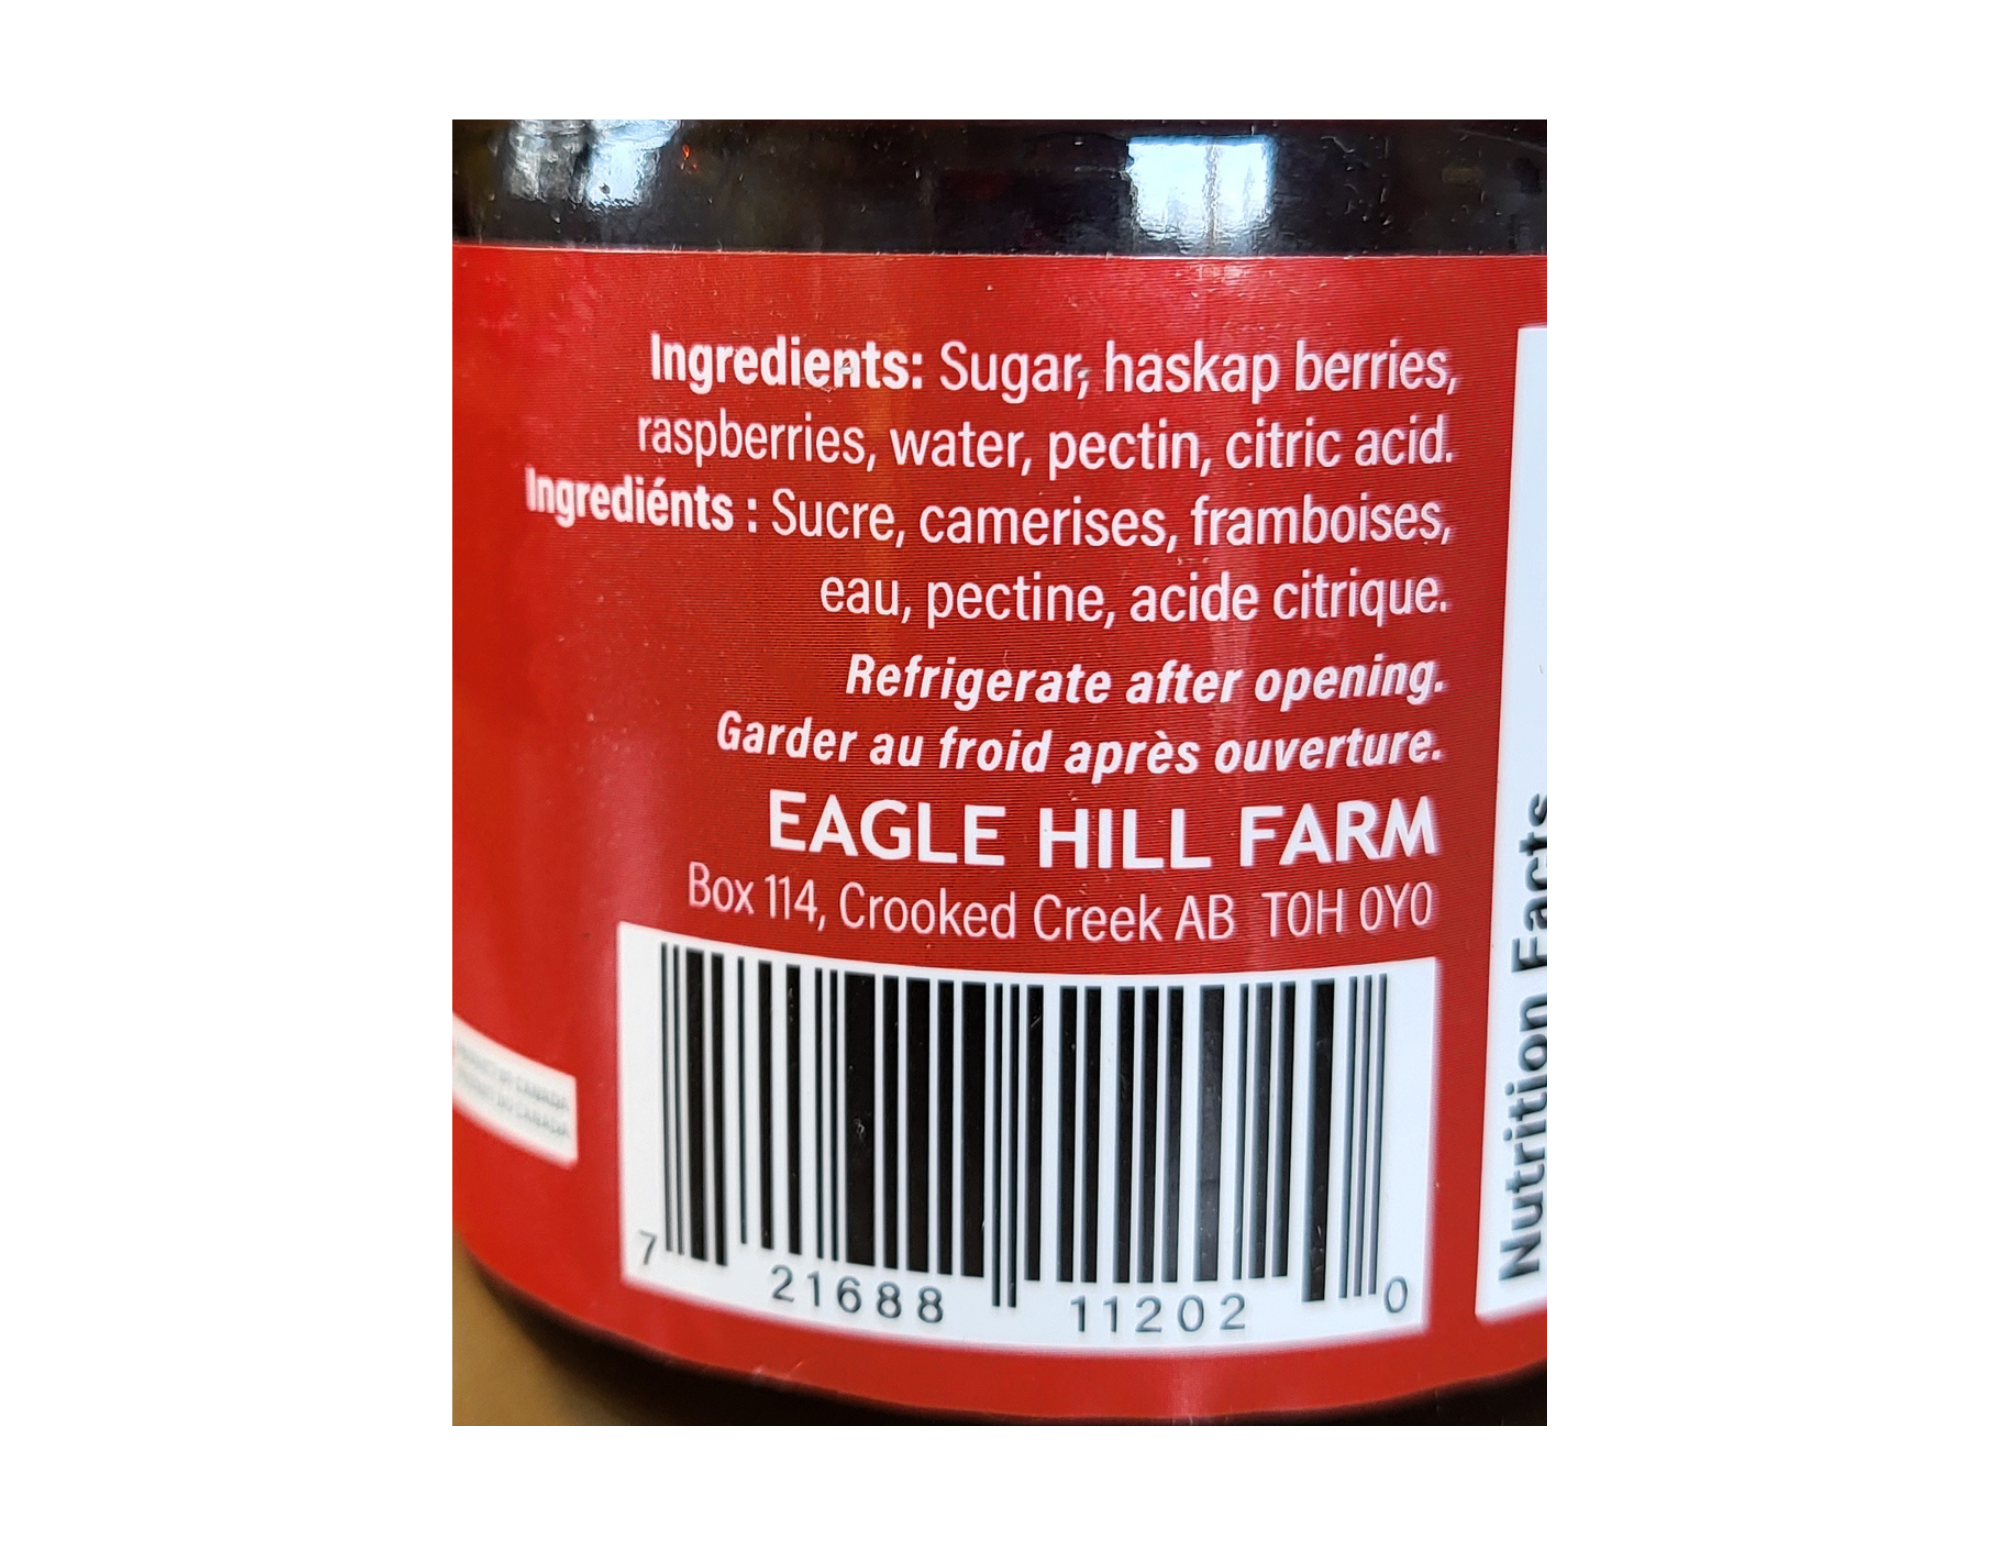 Ingredients: Sugar, haskap berries,
raspberries, water, pectin, citric acid.
Ingrediénts : Sucre, camerises, framboises,
eau, pectine, acide citrique.
Refrigerate after opening.
Garder au froid après ouverture.
EAGLE HILL FARM
Box 114, Crooked Creek AB T0H 0Y0
7 21688 11202 0
CANADA
CANADA
Nutrition Facts